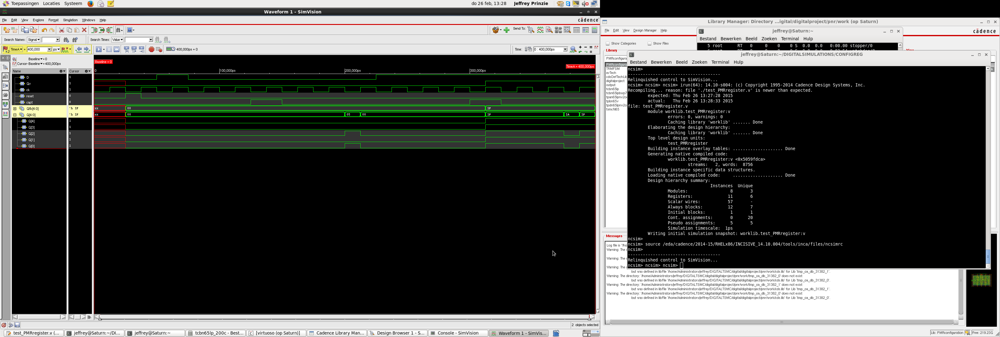 Toepassingen Locaties Systeem do 26 feb, 13:28 Jeffrey Prinzie
Waveform 1 - SimVision
File Edit View Explore Format Simulation Windows Help cādence
Send To:
Search Names: Signal Search Times: Value
TimeA = 400,000 ps 400,000ps + 0 Time: 0 : 400,000ps
Baseline = 0
Cursor-Baseline = 400,000ps
Baseline = 0
TimeA = 400,000ps
Name Cursor 0 100,000ps 200,000ps 300,000ps
D 1
Qv 1
ck 1
reset 0
capt 0
Qfb[4:0] 'h 1F xx 00 1F
Q[4:0] 'h 1F xx 00 05 00 1F 1A 1F
Q[4] 1
Q[3] 1
Q[2] 1
Q[1] 1
Q[0] 1
2 objects selected
test_PMRregister.v (...
jeffrey@Saturn:~/DI...
jeffrey@Saturn:~
tcbn65lp_200c - Best...
[virtuoso (op Saturn)]
Cadence Library Man...
Design Browser 1 - S...
Console - SimVision
Waveform 1 - SimVis...
Library Manager: Directory ...igital/digitalproject/pnr/work (op Saturn)
File Edit View Design Manager Help
cādence
Show Categories Show Files
Library
PMRconfigura
PMRconfigura
TRMFSM
avTech
cdsDefTechLib
digitalproject
output
tcbn65lp
tcbn65lpbwp7
tpan65lpnv2o
tpbn65v
tpdn65lpnv2o
tsmcN65
jeffrey@Saturn:~
Bestand Bewerken Beeld Zoeken Terminal Hulp
5 root RT 0 0 0 0 S 0.0 0.0 0:00.00 stopper/0
jeffrey@Saturn:~/DIGITALSIMULATIONS/CONFIGREG
Bestand Bewerken Beeld Zoeken Terminal Hulp
ncsim>
-------------------------------------
Relinquished control to SimVision...
ncsim> ncsim> ncsim> irun(64): 14.10-s004: (c) Copyright 1995-2014 Cadence Design Systems, Inc.
Recompiling... reason: file './test_PMRregister.v' is newer than expected.
expected: Thu Feb 26 13:27:28 2015
actual: Thu Feb 26 13:28:33 2015
file: test_PMRregister.v
module worklib.test_PMRregister:v
errors: 0, warnings: 0
Caching library 'worklib' ....... Done
Elaborating the design hierarchy:
Caching library 'worklib' ....... Done
Top level design units:
test_PMRregister
Building instance overlay tables: .................... Done
Generating native compiled code:
worklib.test_PMRregister:v <0x5059fdca>
streams: 2, words: 8756
Building instance specific data structures.
Loading native compiled code: .................... Done
Design hierarchy summary:
Instances Unique
Modules: 8 3
Registers: 11 6
Scalar wires: 57 -
Always blocks: 12 7
Initial blocks: 1 1
Cont. assignments: 0 20
Pseudo assignments: 5 5
Simulation timescale: 1ps
Writing initial simulation snapshot: worklib.test_PMRregister:v
ncsim>
ncsim> source /eda/cadence/2014-15/RHELx86/INCISIVE_14.10.004/tools/inca/files/ncsimrc
ncsim>
-------------------------------------
Relinquished control to SimVision...
ncsim> ncsim> ncsim>
Messages
Log file is "/ho
Warning: The d
Warning: The d
Warning: The d
but was defined in libFile '/home/Administrators/jeffrey/DIGITALTSMC/digital/digitalproject/pnr/work/cds.lib' for Lib 'tmp_oa_db_31382_1'.
Warning: The directory: '/home/Administrators/jeffrey/DIGITALTSMC/digital/digitalproject/pnr/work/tmp_oa_db_31382_0' does not exist
but was defined in libFile '/home/Administrators/jeffrey/DIGITALTSMC/digital/digitalproject/pnr/work/cds.lib' for Lib 'tmp_oa_db_31382_0'.
Warning: The directory: '/home/Administrators/jeffrey/DIGITALTSMC/digital/digitalproject/pnr/work/tmp_oa_db_31382_1' does not exist
but was defined in libFile '/home/Administrators/jeffrey/DIGITALTSMC/digital/digitalproject/pnr/work/cds.lib' for Lib 'tmp_oa_db_31382_1'.
Warning: The directory: '/home/Administrators/jeffrey/DIGITALTSMC/digital/digitalproject/pnr/work/tmp_oa_db_31382_0' does not exist
but was defined in libFile '/home/Administrators/jeffrey/DIGITALTSMC/digital/digitalproject/pnr/work/cds.lib' for Lib 'tmp_oa_db_31382_0'.
Lib: PMRconfiguration Free: 219.23G